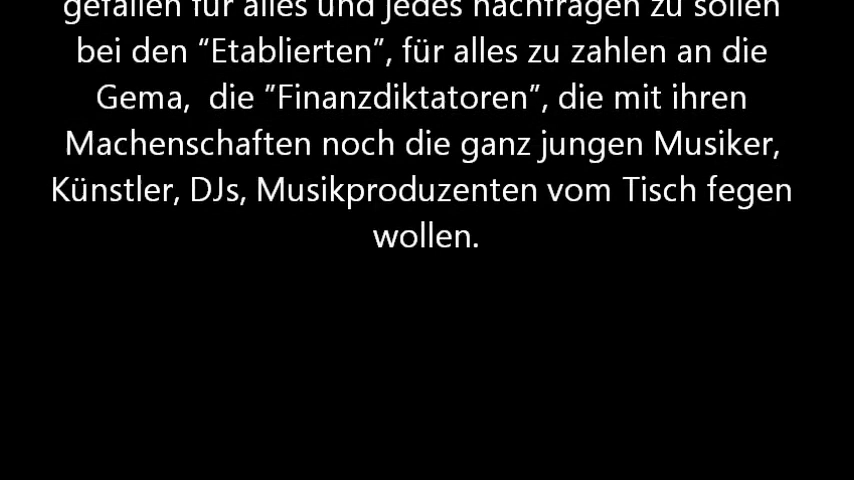 gefallen für alles und jedes nachfragen zu sollen
bei den “Etablierten”, für alles zu zahlen an die
Gema,  die ”Finanzdiktatoren”, die mit ihren
Machenschaften noch die ganz jungen Musiker,
Künstler, DJs, Musikproduzenten vom Tisch fegen
wollen.